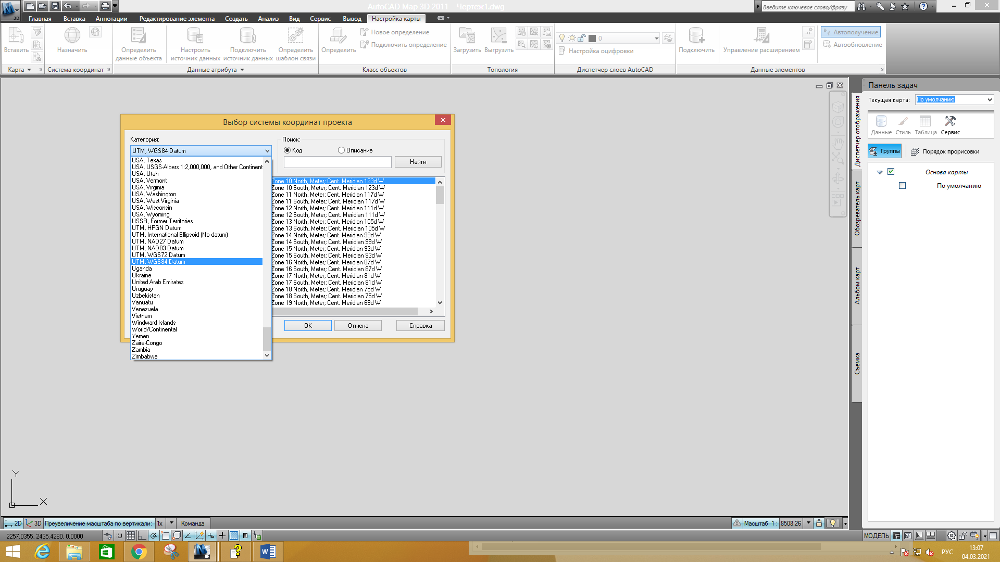 AutoCAD Map 3D 2011 Чертеж1.dwg
Введите ключевое слово/фразу
3D
Главная Вставка Аннотации Редактирование элемента Создать Анализ Вид Сервис Вывод Настройка карты
Вставить
Назначить
Определить
данные объекта
Настроить
источник данных
Подключить
источник данных
Определить
шаблон связи
Определить
Новое определение
Подключить определение
Загрузить
Выгрузить
0
Настройка оцифровки
Подключить
Управление расширением
Автополучение
Автообновление
Карта Система координат Данные атрибута Класс объектов Топология Диспетчер слоев AutoCAD Данные элементов
Выбор системы координат проекта
Категория:
UTM, WGS84 Datum
USA, Texas
USA, USGS-Albers 1:2,000,000, and Other Continent
USA, Utah
USA, Vermont
USA, Virginia
USA, Washington
USA, West Virginia
USA, Wisconsin
USA, Wyoming
USSR, Former Territories
UTM, HPGN Datum
UTM, International Ellipsoid (No datum)
UTM, NAD27 Datum
UTM, NAD83 Datum
UTM, WGS72 Datum
UTM, WGS84 Datum
Uganda
Ukraine
United Arab Emirates
Uruguay
Uzbekistan
Vanuatu
Venezuela
Vietnam
Windward Islands
World/Continental
Yemen
Zaire-Congo
Zambia
Zimbabwe
Поиск:
Код Описание
Найти
Zone 10 North, Meter; Cent. Meridian 123d W
Zone 10 South, Meter; Cent. Meridian 123d W
Zone 11 North, Meter; Cent. Meridian 117d W
Zone 11 South, Meter; Cent. Meridian 117d W
Zone 12 North, Meter; Cent. Meridian 111d W
Zone 12 South, Meter; Cent. Meridian 111d W
Zone 13 North, Meter; Cent. Meridian 105d W
Zone 13 South, Meter; Cent. Meridian 105d W
Zone 14 North, Meter; Cent. Meridian 99d W
Zone 14 South, Meter; Cent. Meridian 99d W
Zone 15 North, Meter; Cent. Meridian 93d W
Zone 15 South, Meter; Cent. Meridian 93d W
Zone 16 North, Meter; Cent. Meridian 87d W
Zone 16 South, Meter; Cent. Meridian 87d W
Zone 17 North, Meter; Cent. Meridian 81d W
Zone 17 South, Meter; Cent. Meridian 81d W
Zone 18 North, Meter; Cent. Meridian 75d W
Zone 18 South, Meter; Cent. Meridian 75d W
Zone 19 North, Meter; Cent. Meridian 69d W
OK Отмена Справка
Диспетчер отображения
Обозреватель карт
Альбом карт
Съемка
Панель задач
Текущая карта: По умолчанию
Данные Стиль Таблица Сервис
Группы Порядок прорисовки
Основа карты
По умолчанию
Y
X
2D 3D Преувеличение масштаба по вертикали: 1x Команда
Масштаб 1 : 8508.26
2257.0355, 2435.4280, 0.0000
МОДЕЛЬ
РУС
13:07
04.03.2021